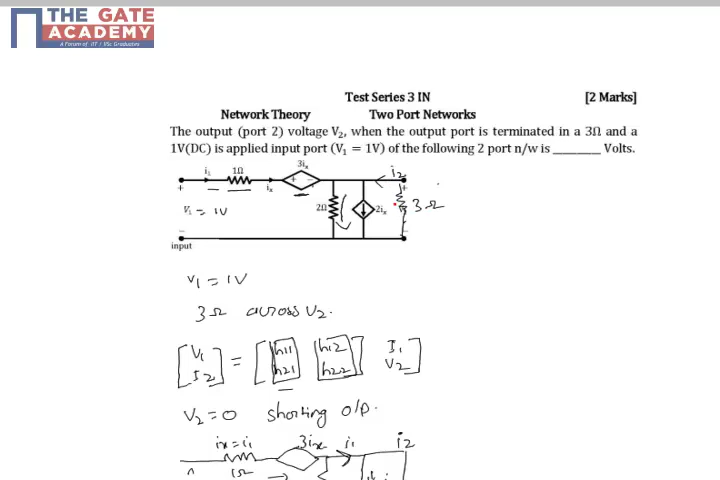 THE GATE
ACADEMY
A Forum of IIT / IISc Graduates
Test Series 3 IN [2 Marks]
Network Theory Two Port Networks
The output (port 2) voltage V₂, when the output port is terminated in a 3Ω and a
1V(DC) is applied input port (V₁ = 1V) of the following 2 port n/w is ________ Volts.
i₁ 1Ω 3iₓ i2
+ iₓ + − +
V₁ = 1V 2Ω 2iₓ 3Ω
− −
input
V₁ = 1V
3Ω across V₂.
[V₁ = [h11 h12] I₁
I₂] [h21 h22] V₂]
V₂ = 0 shorting o/p.
ix = i₁ 3ix i₁ i2
1Ω